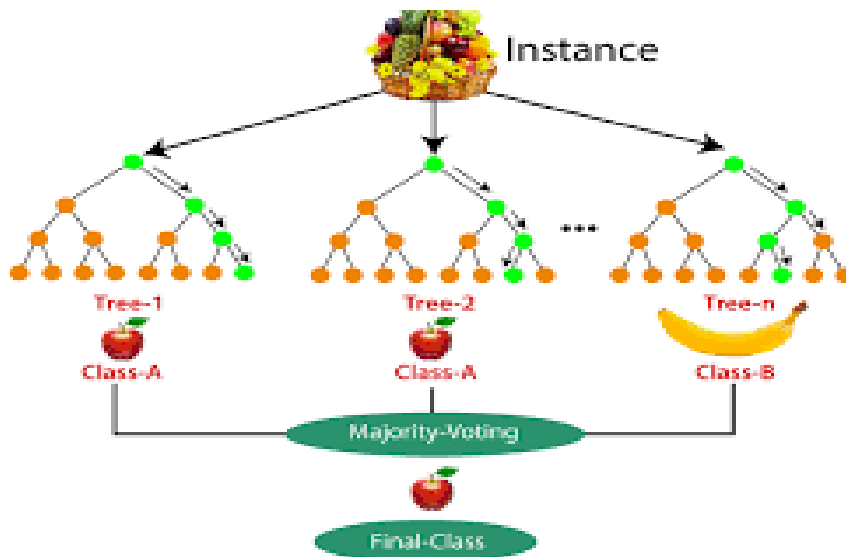 Instance
...
Tree-1 Tree-2 Tree-n
Class-A Class-A Class-B
Majority-Voting
Final-Class